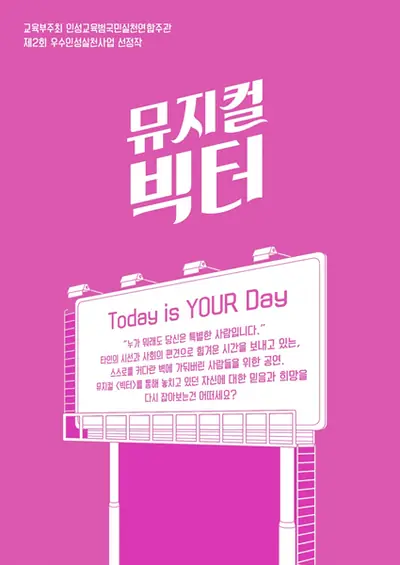 교육부주최 인성교육범국민실천연합주관
제2회 우수인성실천사업 선정작
뮤지컬
빅터
Today is YOUR Day
"누가 뭐래도 당신은 특별한 사람입니다."
타인의 시선과 사회의 편견으로 힘겨운 시간을 보내고 있는,
스스로를 커다란 벽에 가둬버린 사람들을 위한 공연.
뮤지컬 <빅터>를 통해 놓치고 있던 자신에 대한 믿음과 희망을
다시 잡아보는건 어떠세요?